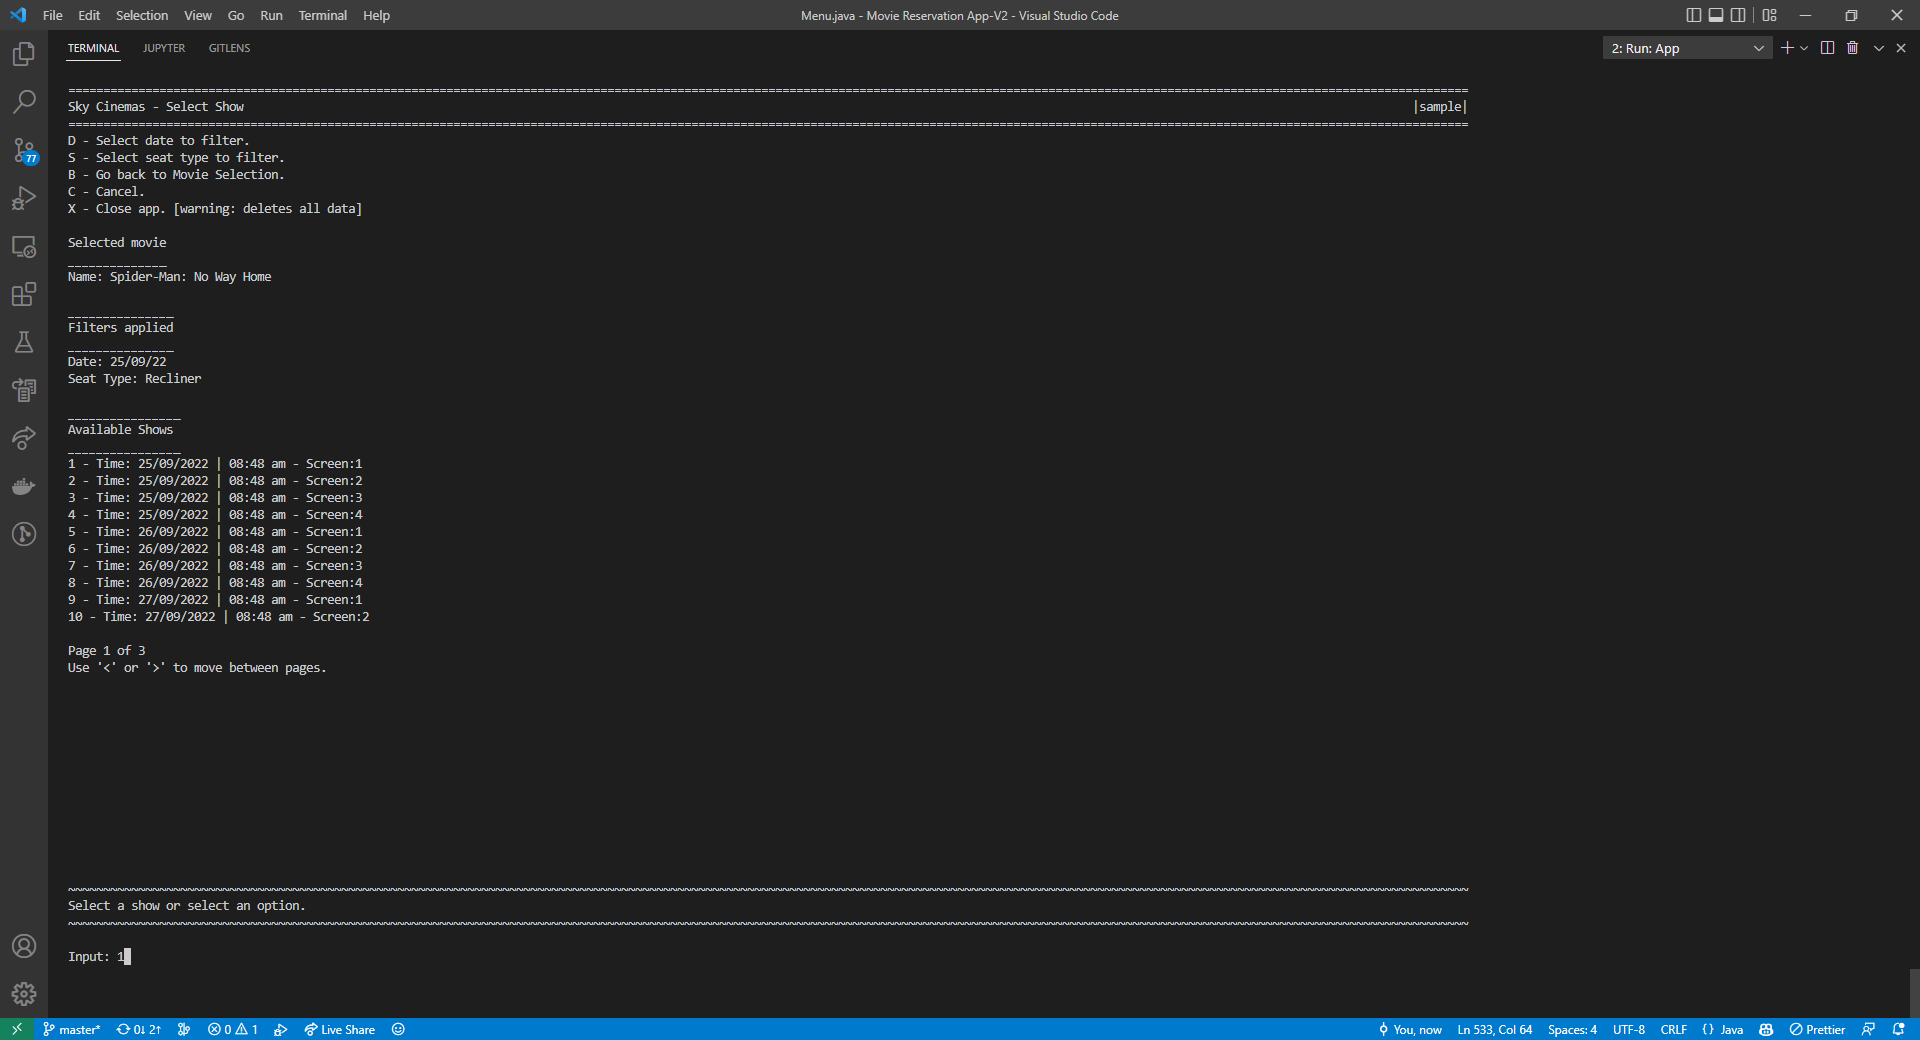 File Edit Selection View Go Run Terminal Help
Menu.java - Movie Reservation App-V2 - Visual Studio Code
TERMINAL JUPYTER GITLENS
2: Run: App
Sky Cinemas - Select Show |sample|
D - Select date to filter.
S - Select seat type to filter.
B - Go back to Movie Selection.
C - Cancel.
X - Close app. [warning: deletes all data]
Selected movie
______________
Name: Spider-Man: No Way Home
_______________
Filters applied
_______________
Date: 25/09/22
Seat Type: Recliner
________________
Available Shows
________________
1 - Time: 25/09/2022 | 08:48 am - Screen:1
2 - Time: 25/09/2022 | 08:48 am - Screen:2
3 - Time: 25/09/2022 | 08:48 am - Screen:3
4 - Time: 25/09/2022 | 08:48 am - Screen:4
5 - Time: 26/09/2022 | 08:48 am - Screen:1
6 - Time: 26/09/2022 | 08:48 am - Screen:2
7 - Time: 26/09/2022 | 08:48 am - Screen:3
8 - Time: 26/09/2022 | 08:48 am - Screen:4
9 - Time: 27/09/2022 | 08:48 am - Screen:1
10 - Time: 27/09/2022 | 08:48 am - Screen:2
Page 1 of 3
Use '<' or '>' to move between pages.
Select a show or select an option.
Input: 1
77
master* 0↓ 2↑ 0 1 Live Share
You, now Ln 533, Col 64 Spaces: 4 UTF-8 CRLF {} Java Prettier